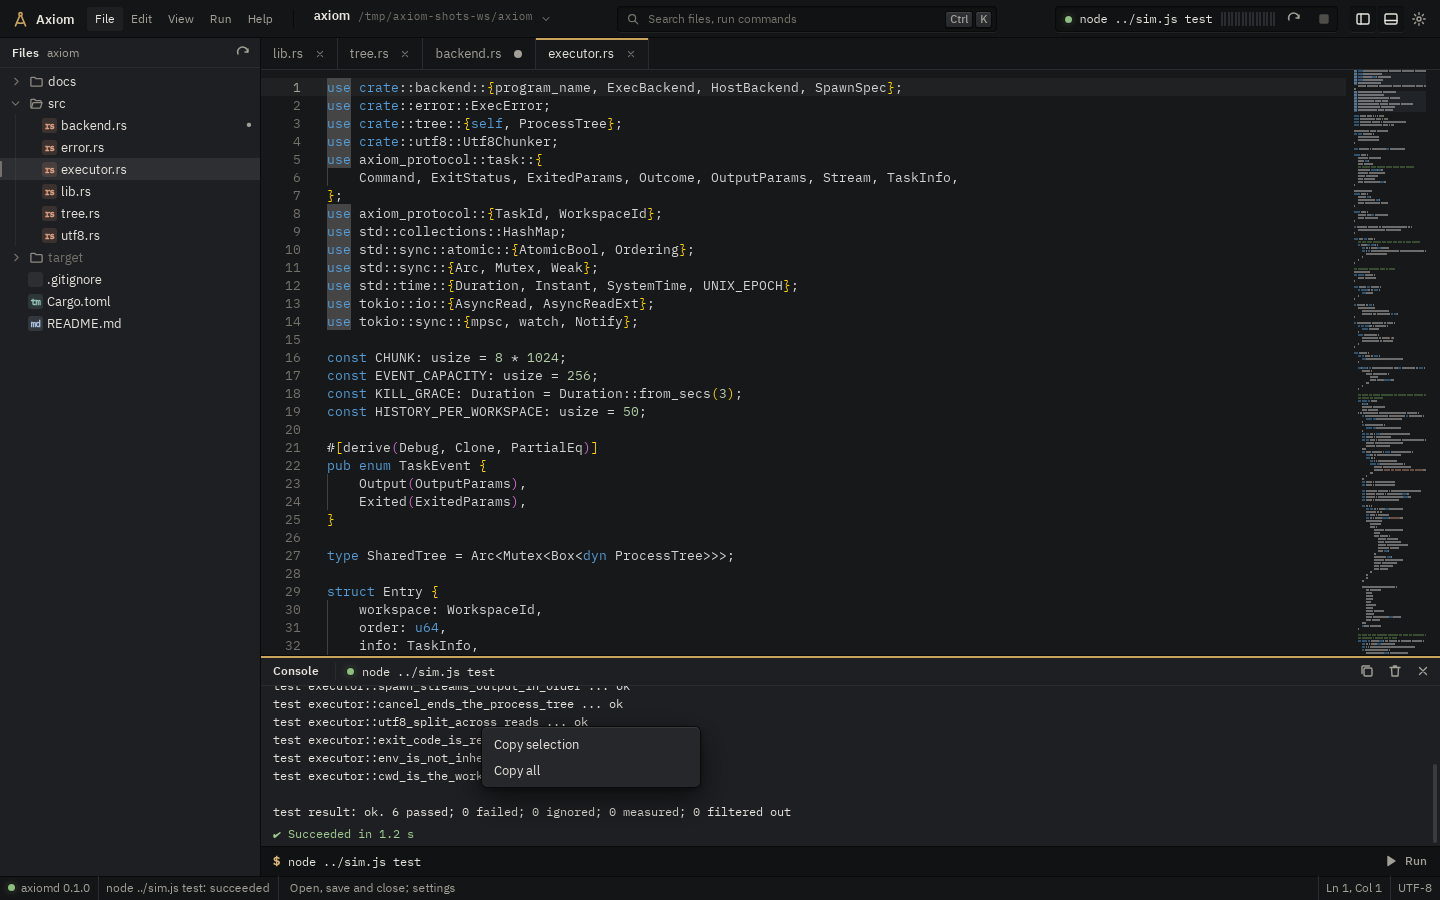 Axiom File Edit View Run Help axiom /tmp/axiom-shots-ws/axiom Search files, run commands Ctrl K node ../sim.js test
Files axiom
docs
src
rs backend.rs
rs error.rs
rs executor.rs
rs lib.rs
rs tree.rs
rs utf8.rs
target
.gitignore
Cargo.toml
md README.md
lib.rs × tree.rs × backend.rs executor.rs ×
1 use crate::backend::{program_name, ExecBackend, HostBackend, SpawnSpec};
2 use crate::error::ExecError;
3 use crate::tree::{self, ProcessTree};
4 use crate::utf8::Utf8Chunker;
5 use axiom_protocol::task::{
6 Command, ExitStatus, ExitedParams, Outcome, OutputParams, Stream, TaskInfo,
7 };
8 use axiom_protocol::{TaskId, WorkspaceId};
9 use std::collections::HashMap;
10 use std::sync::atomic::{AtomicBool, Ordering};
11 use std::sync::{Arc, Mutex, Weak};
12 use std::time::{Duration, Instant, SystemTime, UNIX_EPOCH};
13 use tokio::io::{AsyncRead, AsyncReadExt};
14 use tokio::sync::{mpsc, watch, Notify};
15
16 const CHUNK: usize = 8 * 1024;
17 const EVENT_CAPACITY: usize = 256;
18 const KILL_GRACE: Duration = Duration::from_secs(3);
19 const HISTORY_PER_WORKSPACE: usize = 50;
20
21 #[derive(Debug, Clone, PartialEq)]
22 pub enum TaskEvent {
23 Output(OutputParams),
24 Exited(ExitedParams),
25 }
26
27 type SharedTree = Arc<Mutex<Box<dyn ProcessTree>>>;
28
29 struct Entry {
30 workspace: WorkspaceId,
31 order: u64,
32 info: TaskInfo,
Console node ../sim.js test
test executor::spawn_streams_output_in_order ... ok
test executor::cancel_ends_the_process_tree ... ok
test executor::utf8_split_across_reads ... ok
test executor::exit_code_is_re
test executor::env_is_not_inhe
test executor::cwd_is_the_work
Copy selection
Copy all
test result: ok. 6 passed; 0 failed; 0 ignored; 0 measured; 0 filtered out
✔ Succeeded in 1.2 s
$ node ../sim.js test Run
axiomd 0.1.0 node ../sim.js test: succeeded Open, save and close; settings Ln 1, Col 1 UTF-8